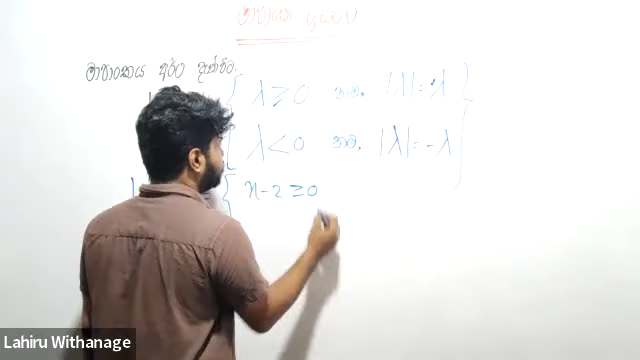 මාපාංකය අර්ථ දැක්වීම.
λ ≥ 0 නම්, |λ| = λ
λ < 0 නම්, |λ| = -λ
x - 2 ≥ 0
Lahiru Withanage